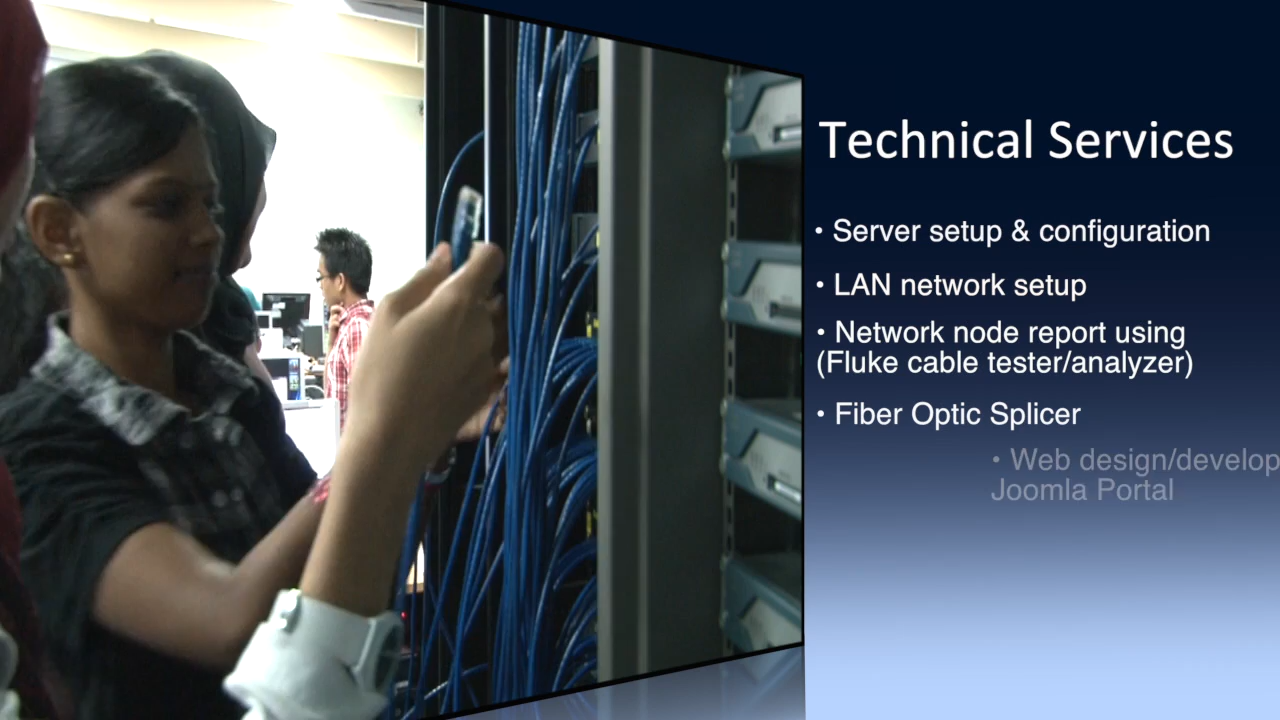 Technical Services
• Server setup & configuration
• LAN network setup
• Network node report using
(Fluke cable tester/analyzer)
• Fiber Optic Splicer
• Web design/develop
Joomla Portal